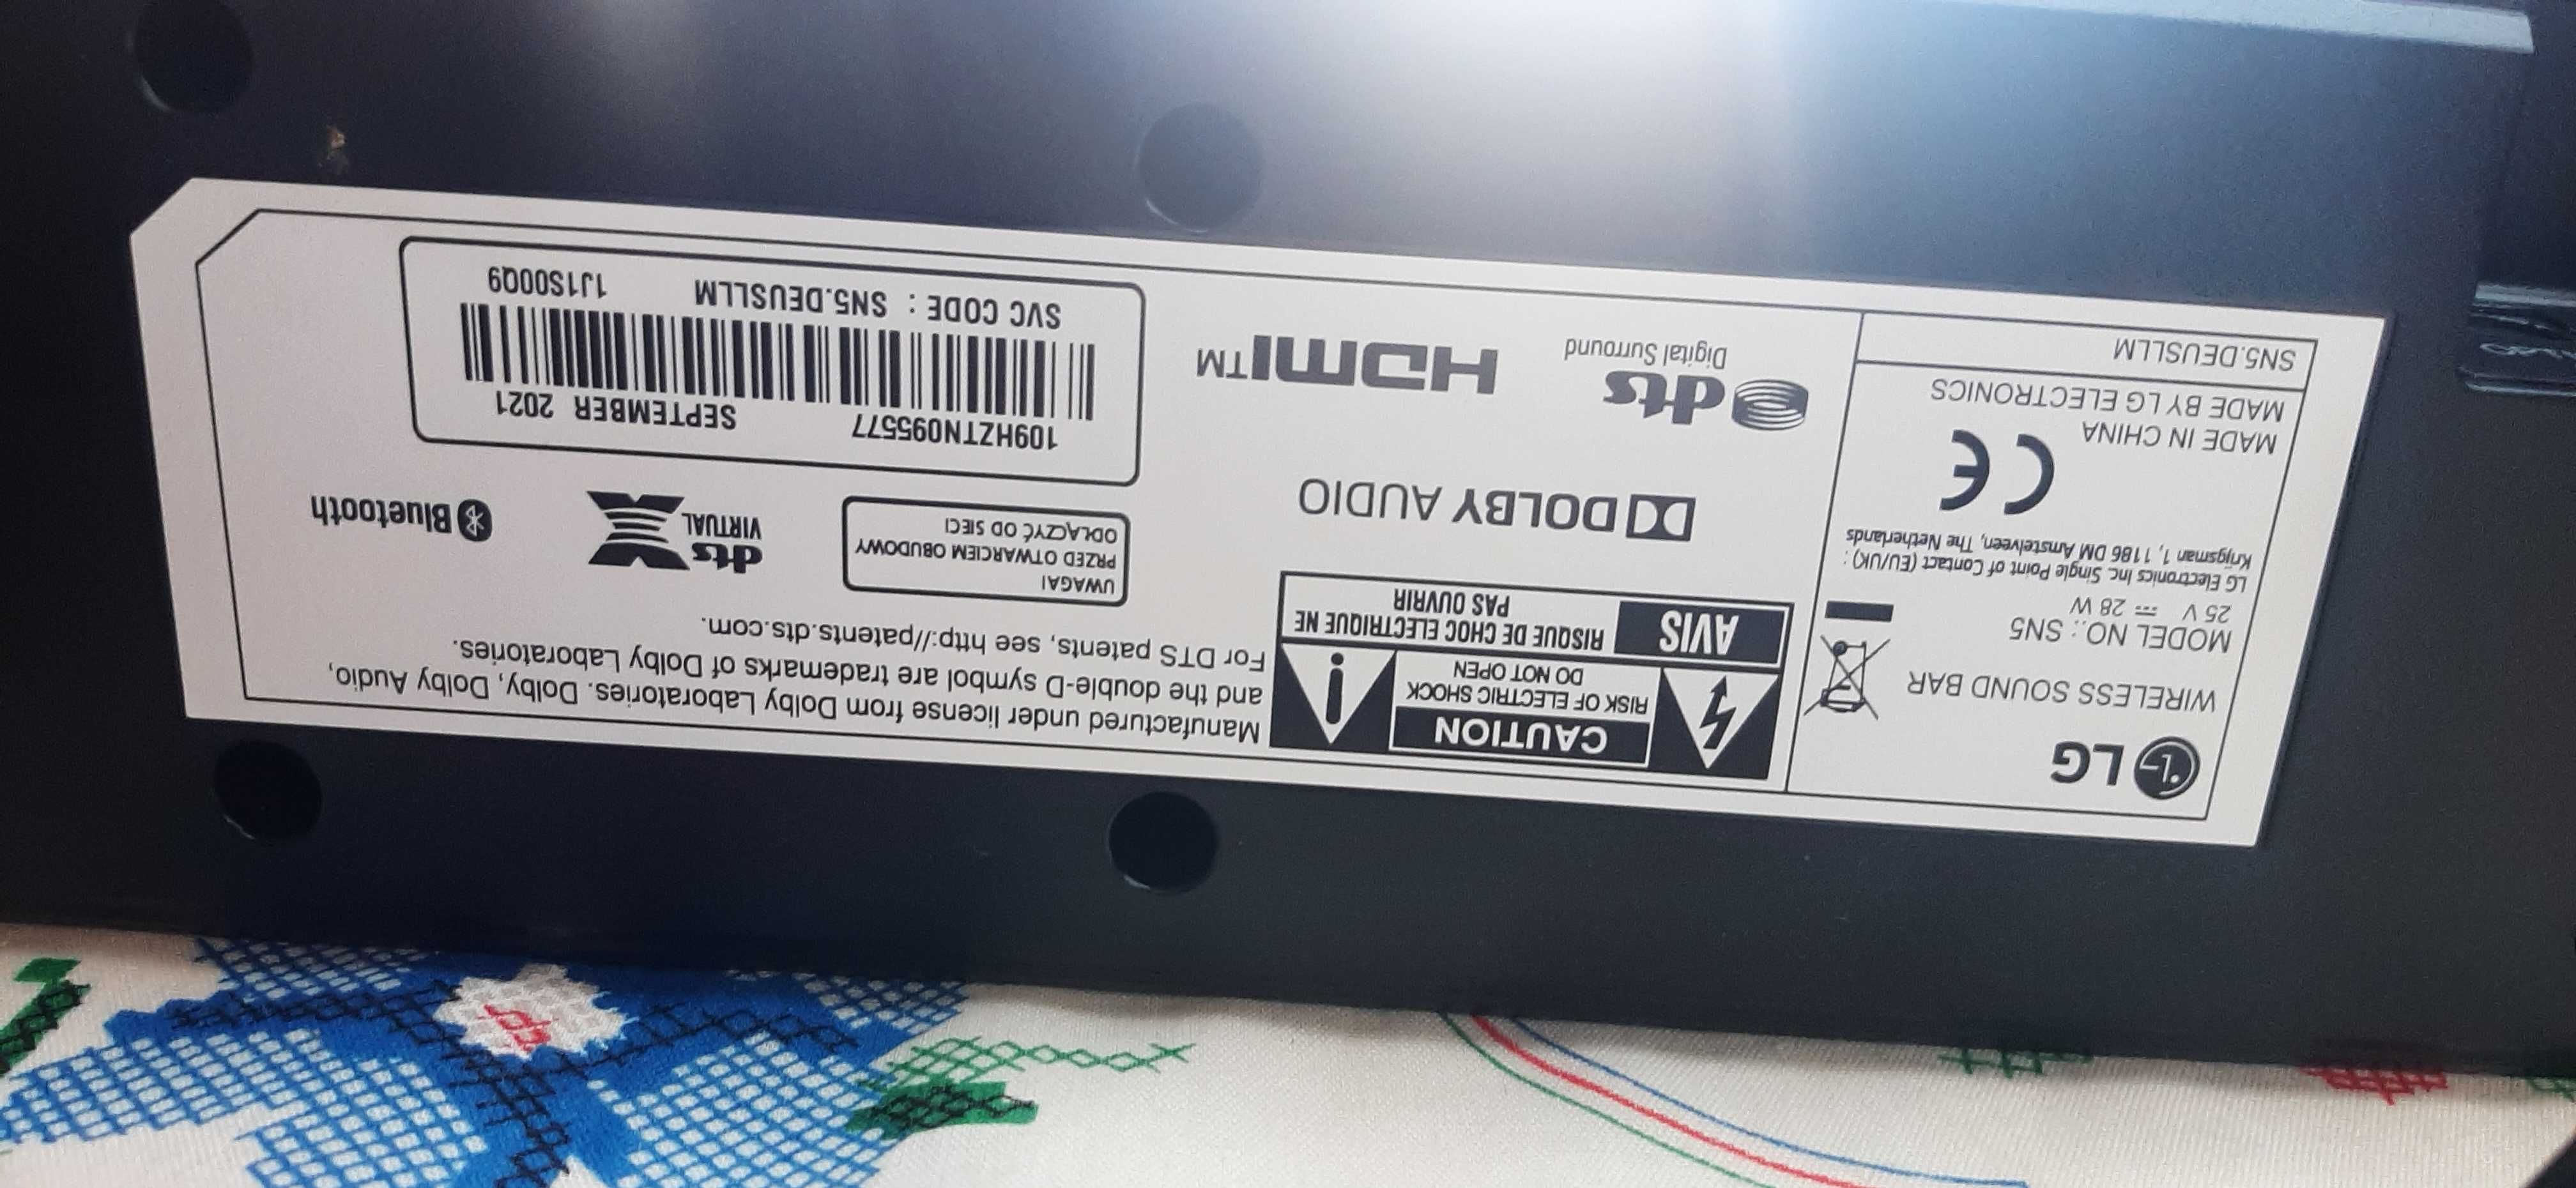 LG
WIRELESS SOUND BAR
MODEL NO.: SN5
25 V ⎓ 28 W
LG Electronics Inc. Single Point of Contact (EU/UK) :
Krijgsman 1, 1186 DM Amstelveen, The Netherlands
CE
MADE IN CHINA
MADE BY LG ELECTRONICS
SN5.DEUSLLM
CAUTION
RISK OF ELECTRIC SHOCK
DO NOT OPEN
AVIS
RISQUE DE CHOC ELECTRIQUE NE
PAS OUVRIR
DOLBY AUDIO
dts
Digital Surround
HDMI™
Manufactured under license from Dolby Laboratories. Dolby, Dolby Audio,
and the double-D symbol are trademarks of Dolby Laboratories.
For DTS patents, see http://patents.dts.com.
UWAGA!
PRZED OTWARCIEM OBUDOWY
ODŁĄCZYĆ OD SIECI
dts X
VIRTUAL
Bluetooth
109HZTN095577 SEPTEMBER 2021
SVC CODE : SN5.DEUSLLM 1J1S00Q9